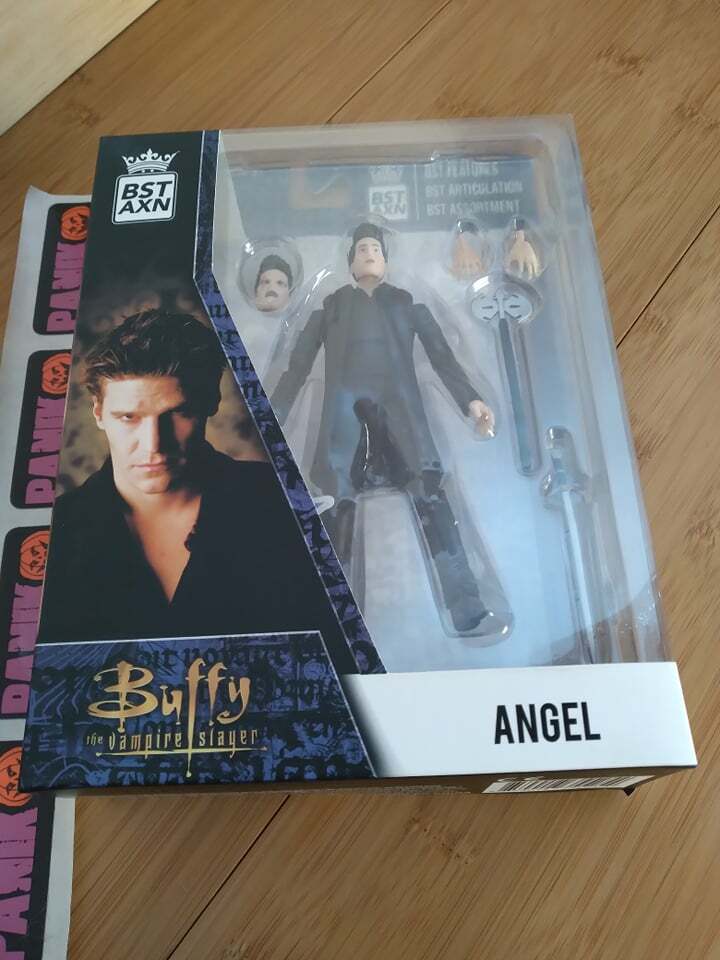 BST
AXN
BST FEATURES
BST ARTICULATION
BST ASSORTMENT
BST
AXN
Buffy
the vampire slayer
ANGEL
PANIK
PANIK
PANIK
PANIK